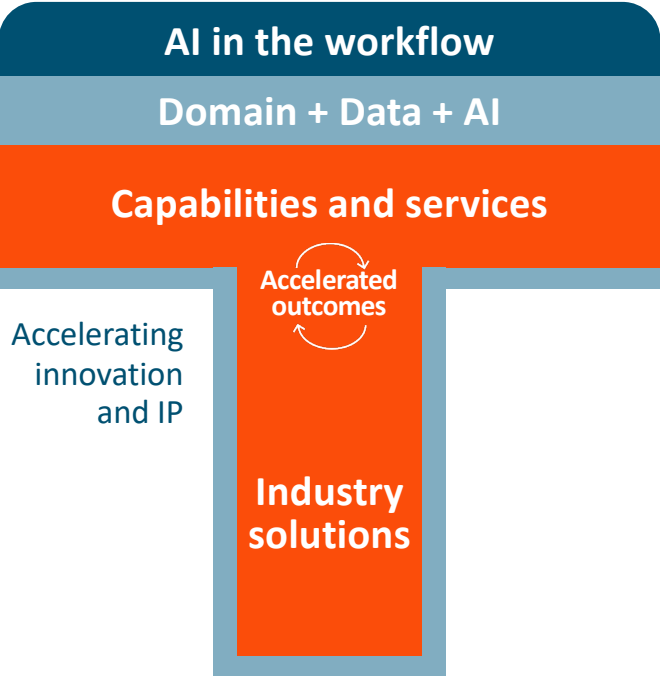 AI in the workflow
Domain + Data + AI
Capabilities and services
Accelerated
outcomes
Accelerating
innovation
and IP
Industry
solutions